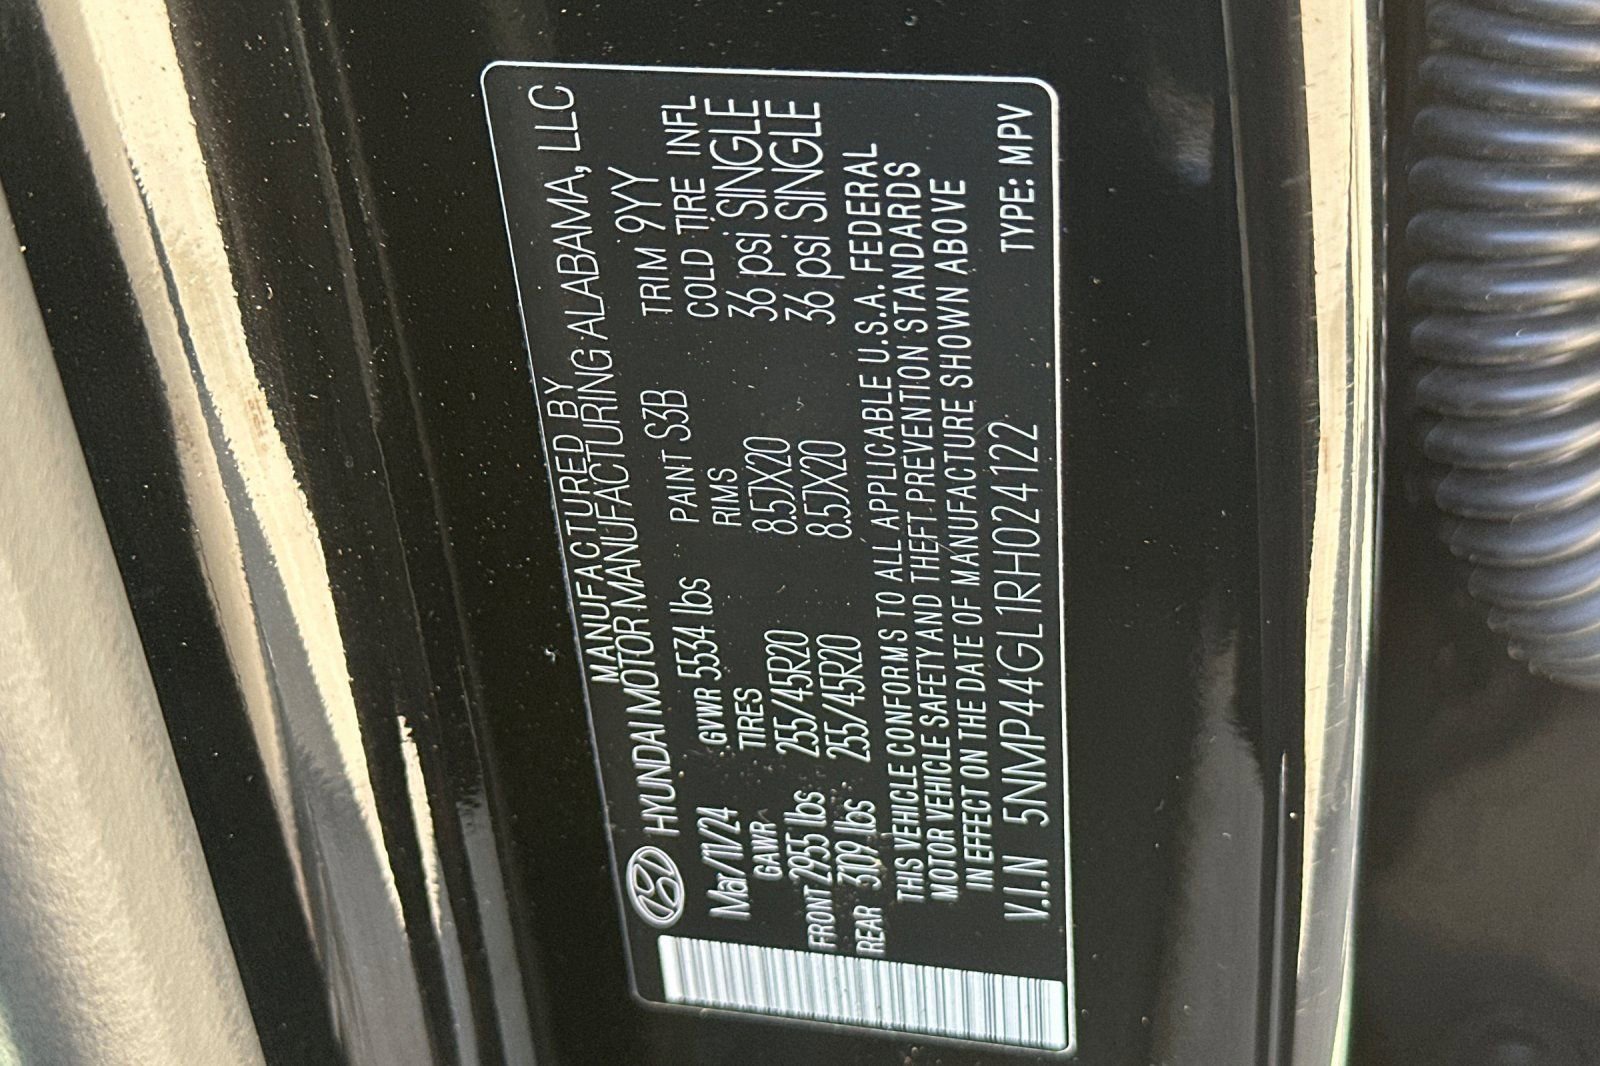 MANUFACTURED BY
HYUNDAI MOTOR MANUFACTURING ALABAMA, LLC
Mar/11/24 GVWR 5534 lbs PAINT S3B TRIM 9YY
GAWR TIRES RIMS COLD TIRE INFL
FRONT 2955 lbs 255/45R20 8.5JX20 36 psi SINGLE
REAR 3109 lbs 255/45R20 8.5JX20 36 psi SINGLE
THIS VEHICLE CONFORMS TO ALL APPLICABLE U.S.A. FEDERAL
MOTOR VEHICLE SAFETY AND THEFT PREVENTION STANDARDS
IN EFFECT ON THE DATE OF MANUFACTURE SHOWN ABOVE
V.I.N 5NMP44GL1RH024122 TYPE: MPV